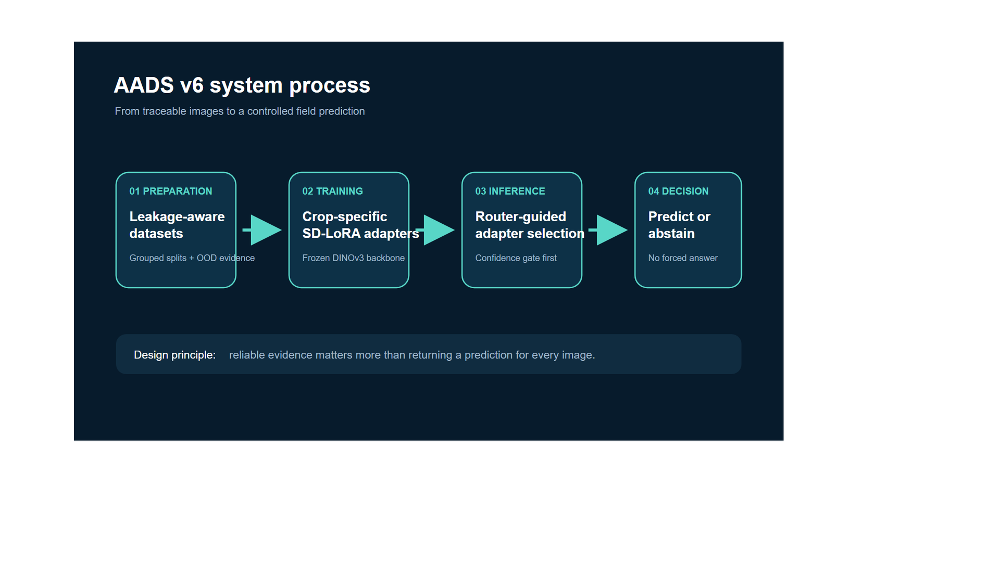 AADS v6 system process
From traceable images to a controlled field prediction
01 PREPARATION
Leakage-aware
datasets
Grouped splits + OOD evidence
02 TRAINING
Crop-specific
SD-LoRA adapters
Frozen DINOv3 backbone
03 INFERENCE
Router-guided
adapter selection
Confidence gate first
04 DECISION
Predict or
abstain
No forced answer
Design principle: reliable evidence matters more than returning a prediction for every image.